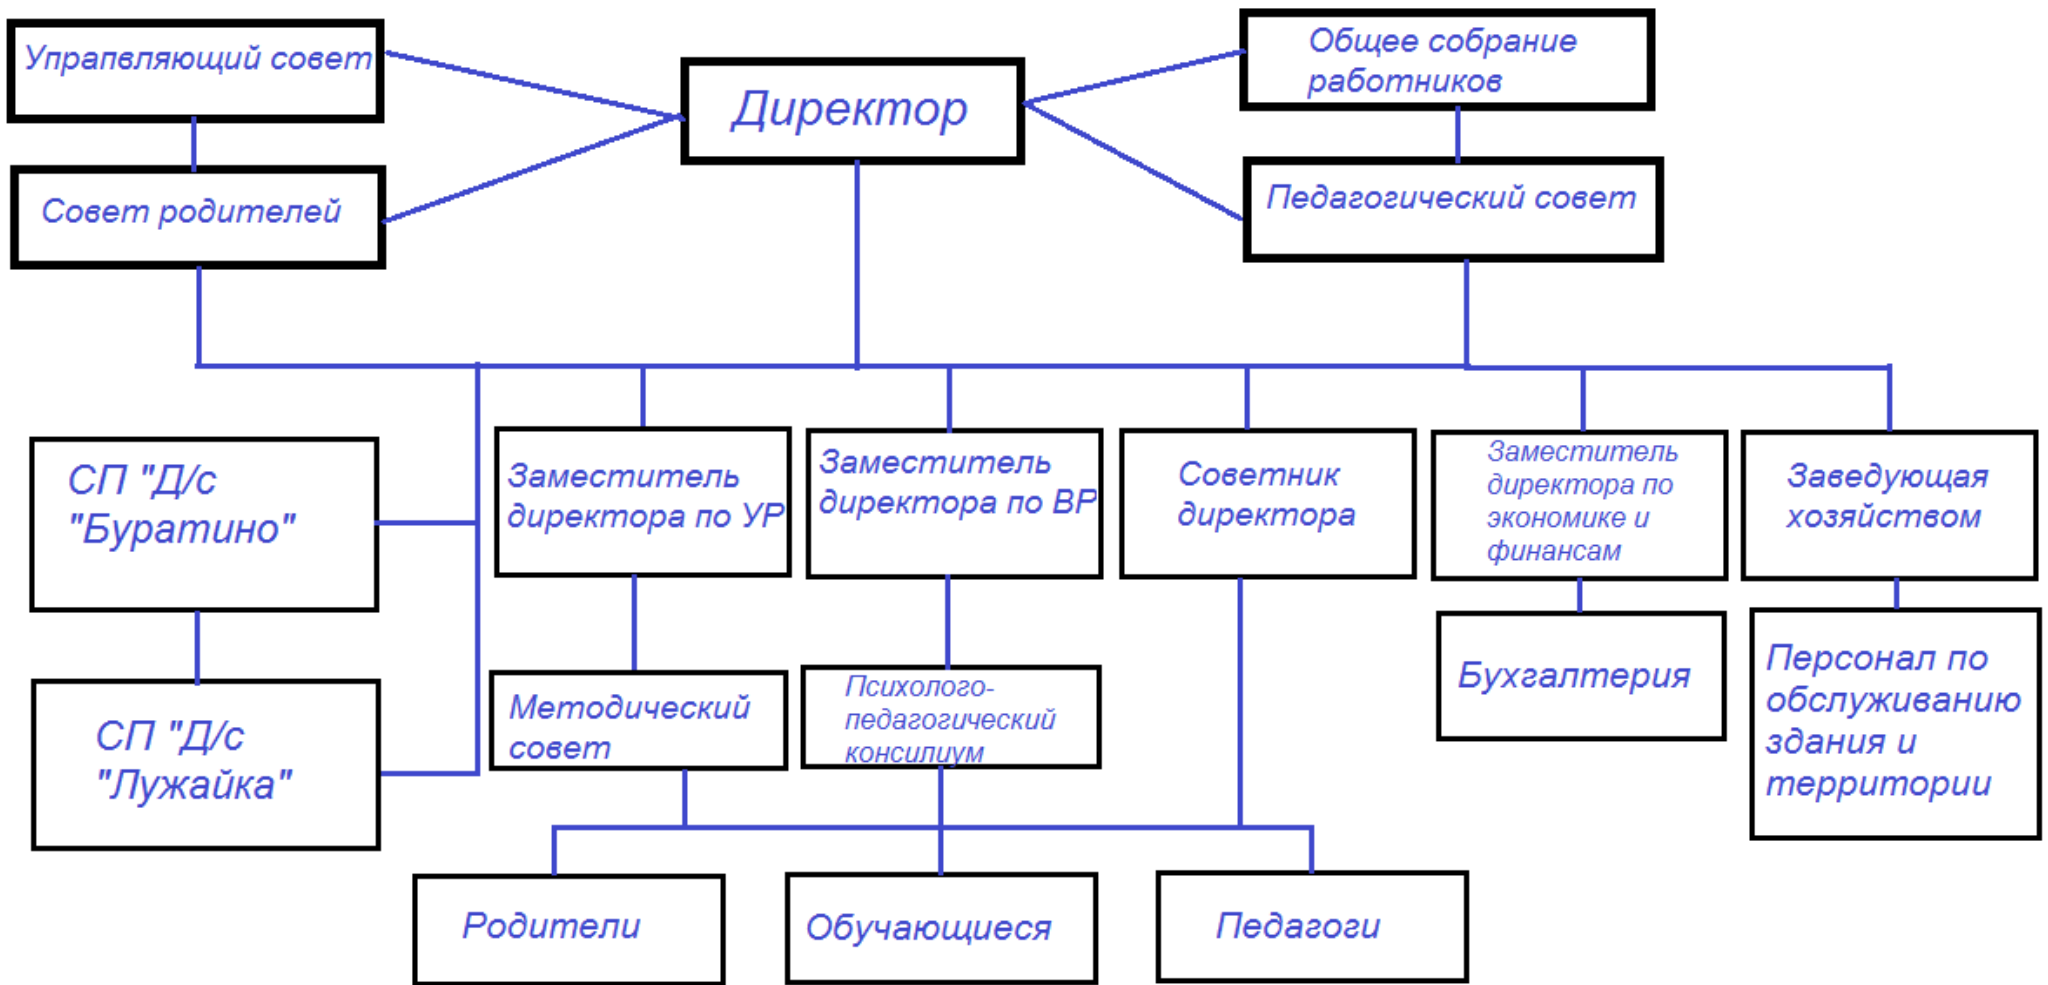 Упрапвляющий совет
Директор
Общее собрание
работников
Совет родителей
Педагогический совет
СП "Д/с
"Буратино"
Заместитель
директора по УР
Заместитель
директора по ВР
Советник
директора
Заместитель
директора по
экономике и
финансам
Заведующая
хозяйством
СП "Д/с
"Лужайка"
Методический
совет
Психолого-
педагогический
консилиум
Бухгалтерия
Персонал по
обслуживанию
здания и
территории
Родители
Обучающиеся
Педагоги